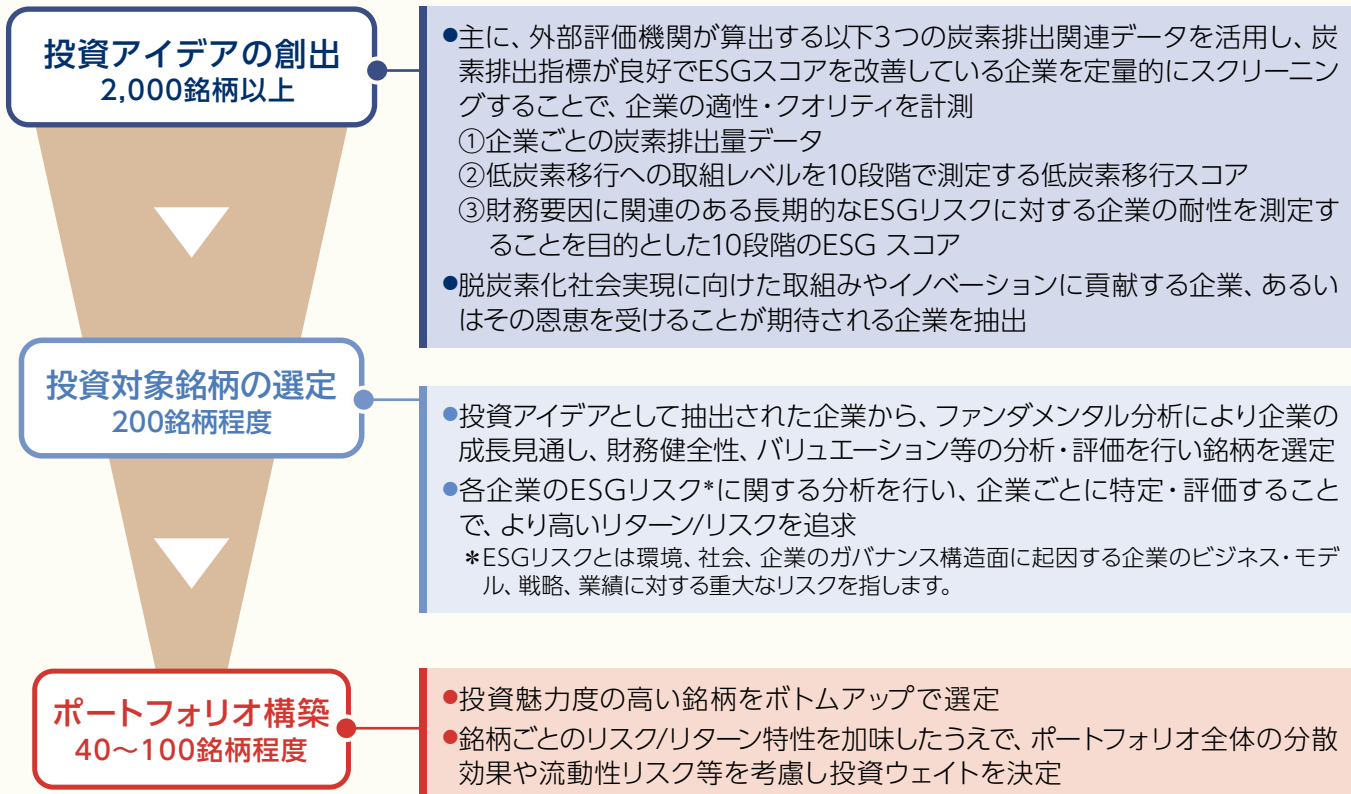 投資アイデアの創出
2,000銘柄以上
●主に、外部評価機関が算出する以下3つの炭素排出関連データを活用し、炭
素排出指標が良好でESGスコアを改善している企業を定量的にスクリーニン
グすることで、企業の適性・クオリティを計測
①企業ごとの炭素排出量データ
②低炭素移行への取組レベルを10段階で測定する低炭素移行スコア
③財務要因に関連のある長期的なESGリスクに対する企業の耐性を測定す
ることを目的とした10段階のESG スコア
●脱炭素化社会実現に向けた取組みやイノベーションに貢献する企業、あるい
はその恩恵を受けることが期待される企業を抽出
投資対象銘柄の選定
200銘柄程度
●投資アイデアとして抽出された企業から、ファンダメンタル分析により企業の
成長見通し、財務健全性、バリュエーション等の分析・評価を行い銘柄を選定
●各企業のESGリスク*に関する分析を行い、企業ごとに特定・評価すること
で、より高いリターン/リスクを追求
＊ESGリスクとは環境、社会、企業のガバナンス構造面に起因する企業のビジネス・モデ
ル、戦略、業績に対する重大なリスクを指します。
ポートフォリオ構築
40～100銘柄程度
●投資魅力度の高い銘柄をボトムアップで選定
●銘柄ごとのリスク/リターン特性を加味したうえで、ポートフォリオ全体の分散
効果や流動性リスク等を考慮し投資ウェイトを決定